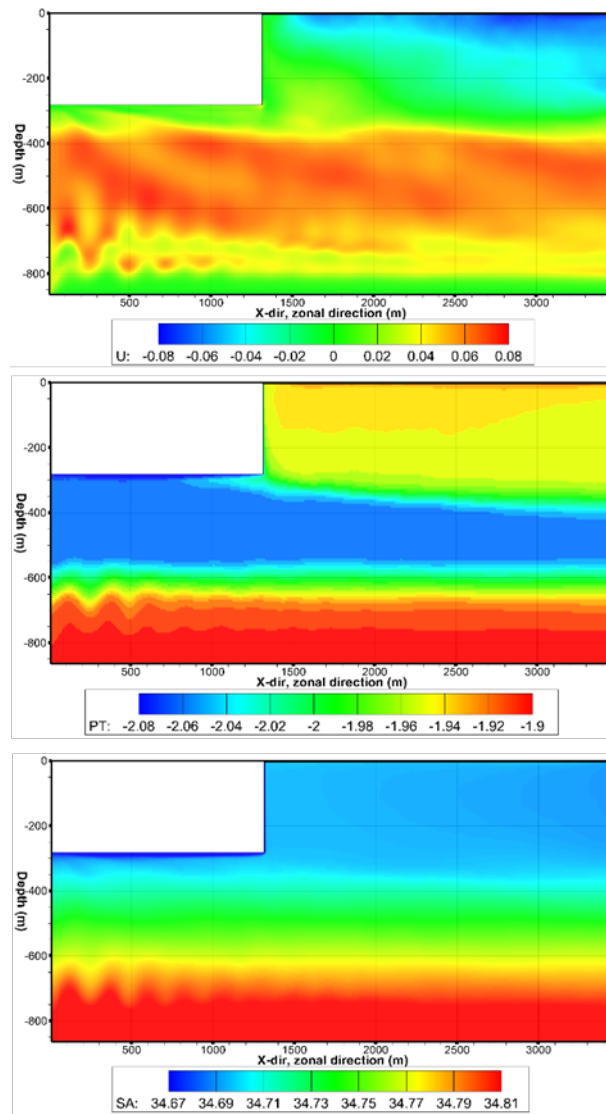 0
-200
-400
-600
-800
Depth (m)
500 1000 1500 2000 2500 3000
X-dir, zonal direction (m)
U: -0.08 -0.06 -0.04 -0.02 0 0.02 0.04 0.06 0.08
0
-200
-400
-600
-800
Depth (m)
500 1000 1500 2000 2500 3000
X-dir, zonal direction (m)
PT: -2.08 -2.06 -2.04 -2.02 -2 -1.98 -1.96 -1.94 -1.92 -1.9
0
-200
-400
-600
-800
Depth (m)
500 1000 1500 2000 2500 3000
X-dir, zonal direction (m)
SA: 34.67 34.69 34.71 34.73 34.75 34.77 34.79 34.81